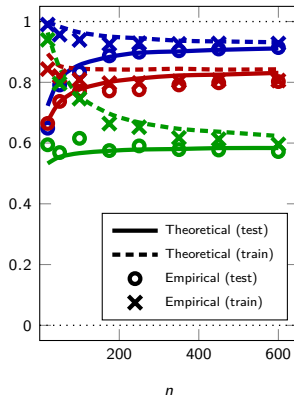 1
0.8
0.6
0.4
0.2
0
Theoretical (test)
Theoretical (train)
Empirical (test)
Empirical (train)
200 400 600
n